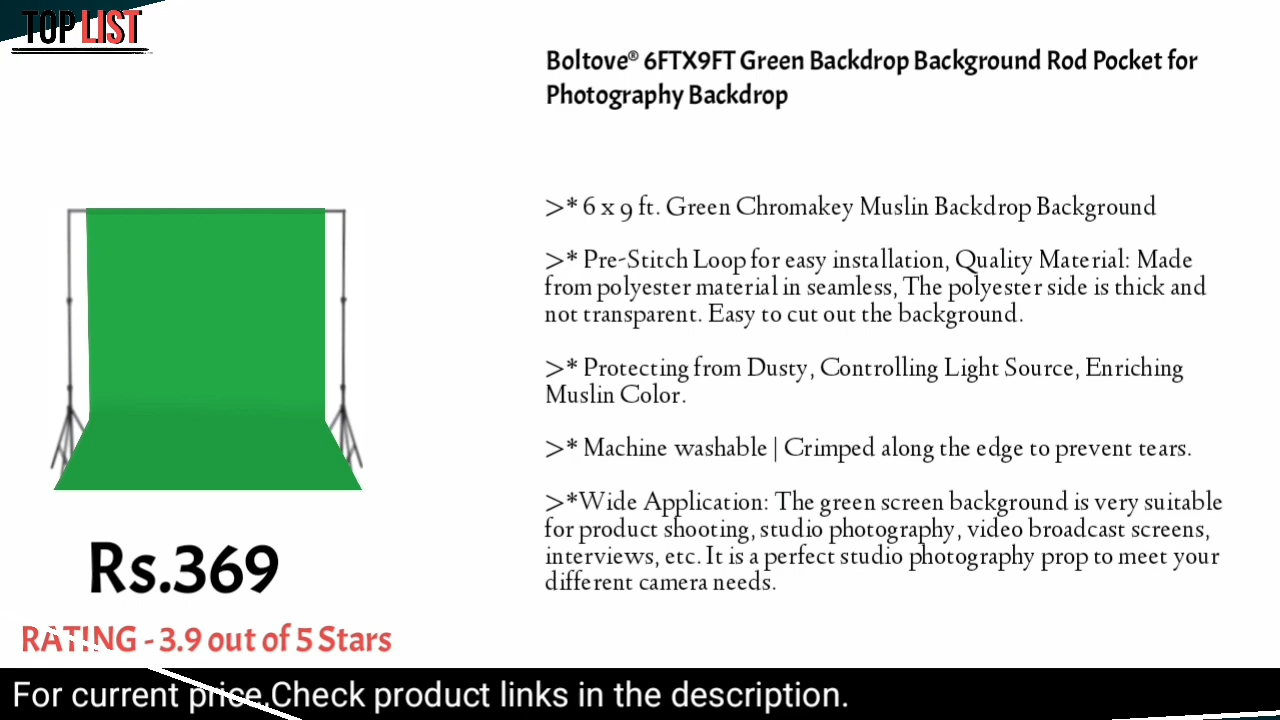 TOP LIST
Boltove® 6FTX9FT Green Backdrop Background Rod Pocket for
Photography Backdrop
>* 6 x 9 ft. Green Chromakey Muslin Backdrop Background
>* Pre-Stitch Loop for easy installation, Quality Material: Made
from polyester material in seamless, The polyester side is thick and
not transparent. Easy to cut out the background.
>* Protecting from Dusty, Controlling Light Source, Enriching
Muslin Color.
>* Machine washable | Crimped along the edge to prevent tears.
>*Wide Application: The green screen background is very suitable
for product shooting, studio photography, video broadcast screens,
interviews, etc. It is a perfect studio photography prop to meet your
different camera needs.
Rs.369
RATING - 3.9 out of 5 Stars
For current price,Check product links in the description.